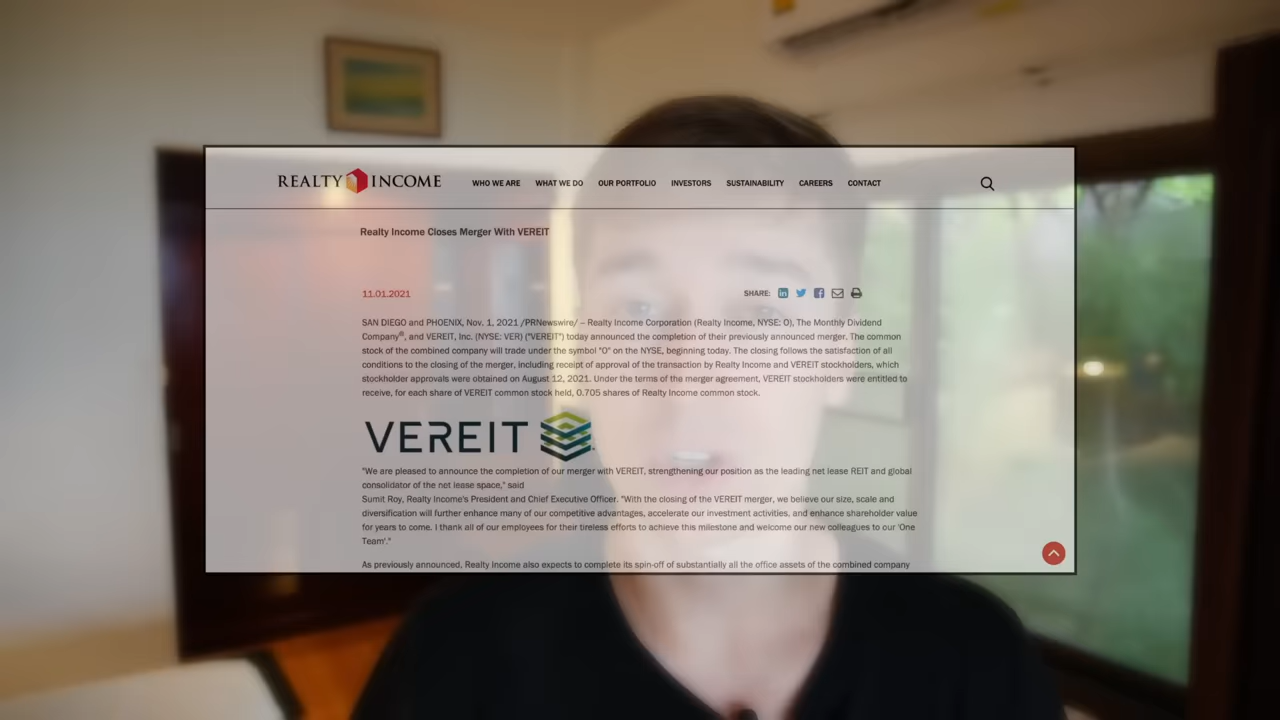 REALTY INCOME
WHO WE ARE WHAT WE DO OUR PORTFOLIO INVESTORS SUSTAINABILITY CAREERS CONTACT
Realty Income Closes Merger With VEREIT
11.01.2021
SHARE:
SAN DIEGO and PHOENIX, Nov. 1, 2021 /PRNewswire/ -- Realty Income Corporation (Realty Income, NYSE: O), The Monthly Dividend
Company®, and VEREIT, Inc. (NYSE: VER) ("VEREIT") today announced the completion of their previously announced merger. The common
stock of the combined company will trade under the symbol "O" on the NYSE, beginning today. The closing follows the satisfaction of all
conditions to the closing of the merger, including receipt of approval of the transaction by Realty Income and VEREIT stockholders, which
stockholder approvals were obtained on August 12, 2021. Under the terms of the merger agreement, VEREIT stockholders were entitled to
receive, for each share of VEREIT common stock held, 0.705 shares of Realty Income common stock.
VEREIT
"We are pleased to announce the completion of our merger with VEREIT, strengthening our position as the leading net lease REIT and global
consolidator of the net lease space," said
Sumit Roy, Realty Income's President and Chief Executive Officer. "With the closing of the VEREIT merger, we believe our size, scale and
diversification will further enhance many of our competitive advantages, accelerate our investment activities, and enhance shareholder value
for years to come. I thank all of our employees for their tireless efforts to achieve this milestone and welcome our new colleagues to our 'One
Team'."
As previously announced, Realty Income also expects to complete its spin-off of substantially all the office assets of the combined company